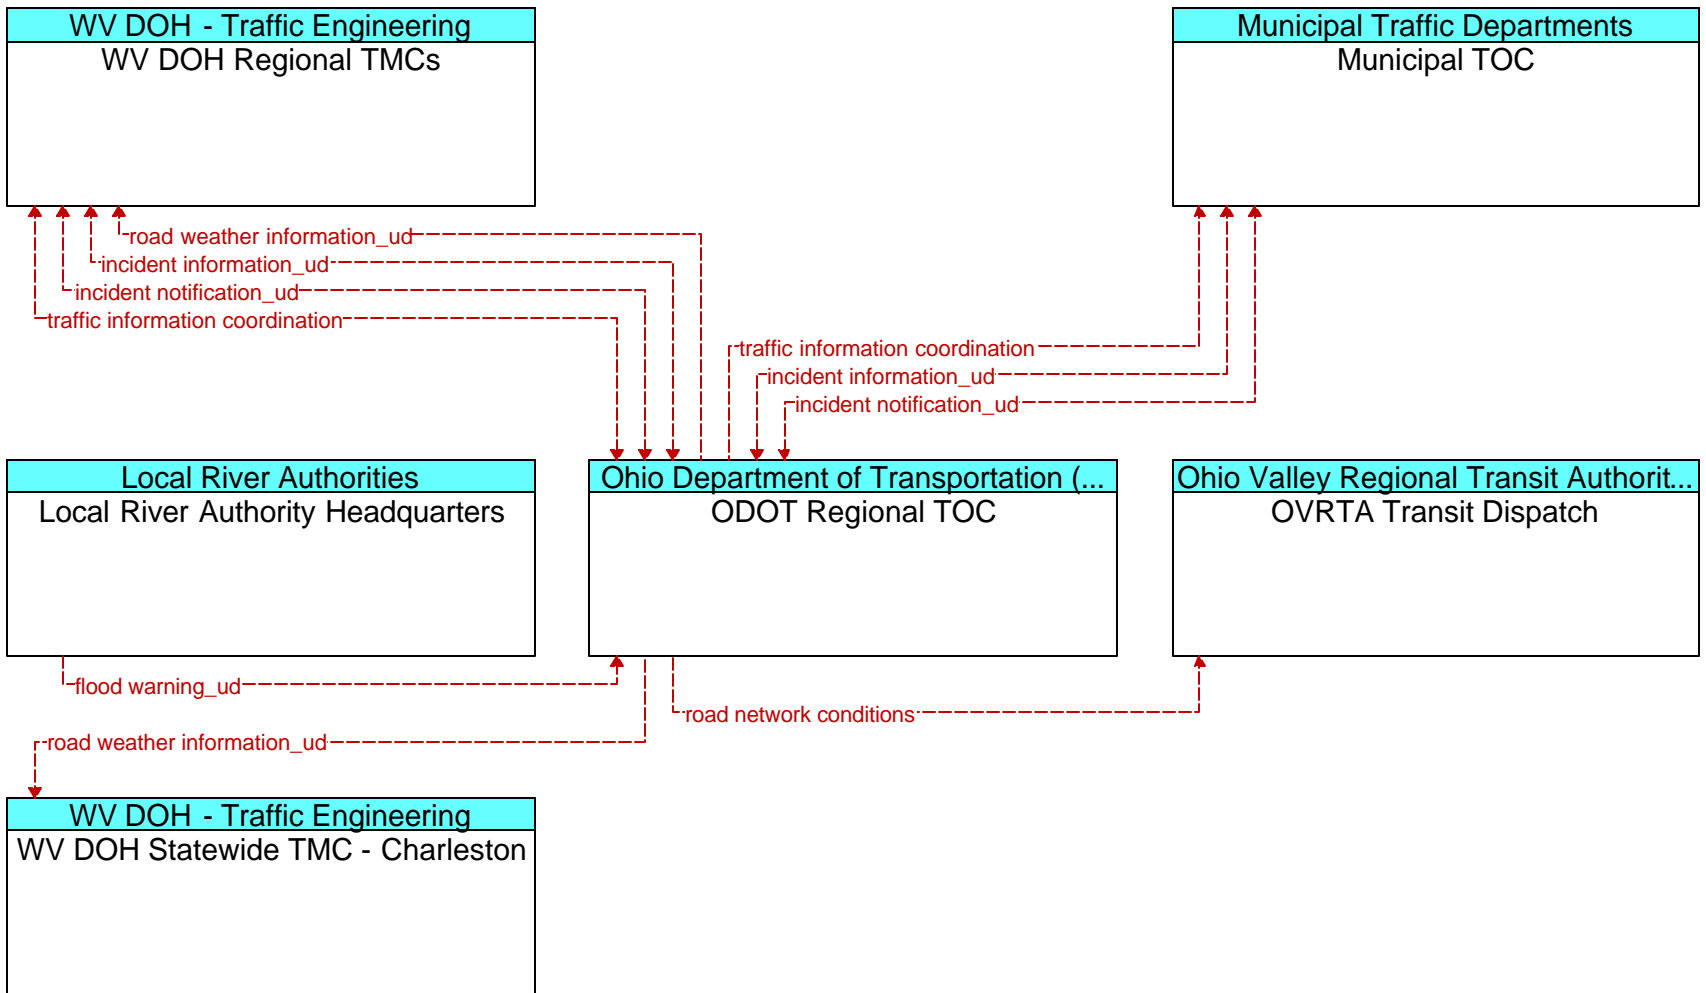 WV DOH - Traffic Engineering
WV DOH Regional TMCs
Municipal Traffic Departments
Municipal TOC
road weather information_ud
incident information_ud
incident notification_ud
traffic information coordination
traffic information coordination
incident information_ud
incident notification_ud
Local River Authorities
Local River Authority Headquarters
Ohio Department of Transportation (...
ODOT Regional TOC
Ohio Valley Regional Transit Authorit...
OVRTA Transit Dispatch
flood warning_ud
road network conditions
road weather information_ud
WV DOH - Traffic Engineering
WV DOH Statewide TMC - Charleston